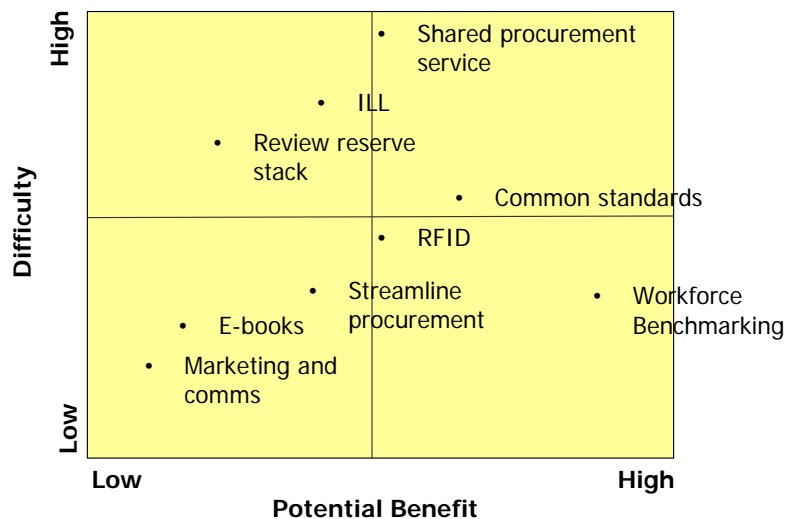 High
Shared procurement
service
ILL
Review reserve
stack
Difficulty
Common standards
RFID
Streamline
procurement
Workforce
Benchmarking
E-books
Marketing and
comms
Low
Low
High
Potential Benefit